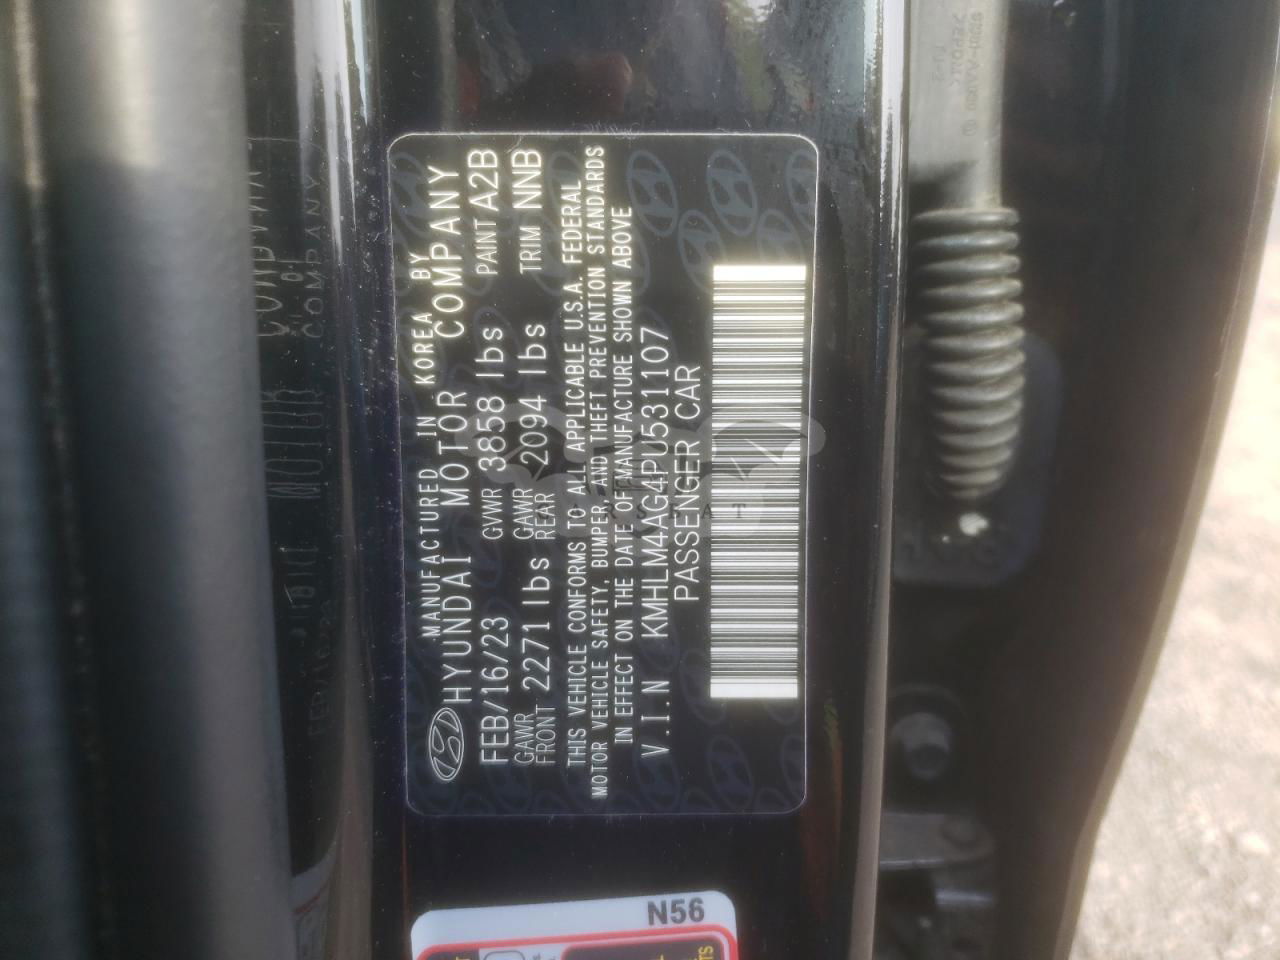 MANUFACTURED IN KOREA BY
HYUNDAI MOTOR COMPANY
FEB/16/23 GVWR 3858 lbs PAINT A2B
GAWR FRONT 2271 lbs GAWR REAR 2094 lbs TRIM NNB
THIS VEHICLE CONFORMS TO ALL APPLICABLE U.S.A. FEDERAL
MOTOR VEHICLE SAFETY, BUMPER, AND THEFT PREVENTION STANDARDS
IN EFFECT ON THE DATE OF MANUFACTURE SHOWN ABOVE
V.I.N KMHLM4AG4PU531107
PASSENGER CAR
N56